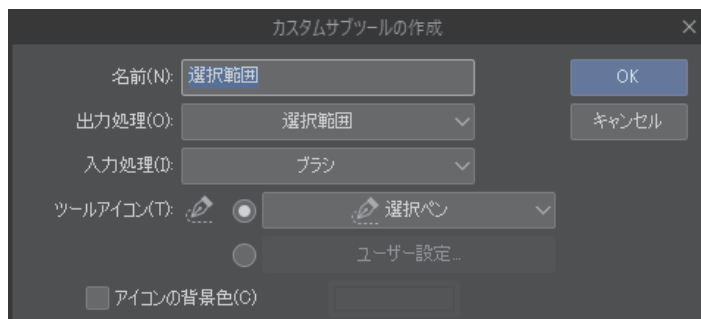 カスタムサブツールの作成
名前(N): 選択範囲 OK
出力処理(O): 選択範囲 キャンセル
入力処理(I): ブラシ
ツールアイコン(T): 選択ペン
ユーザー設定...
アイコンの背景色(C)